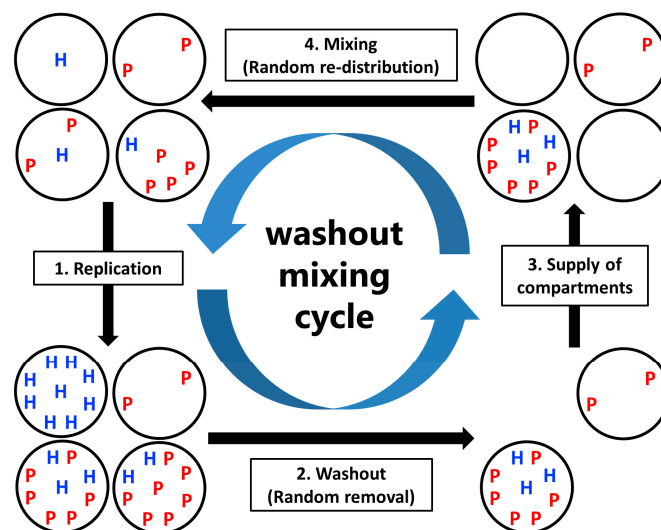 H
P
P
4. Mixing
(Random re-distribution)
P
P
P
H
P
H
P
P
P P
H P
P H
H
P P
P P
1. Replication
washout
mixing
cycle
3. Supply of
compartments
H H
H H
H
H H
H H
P
P
H P
P H
H
P P
P P
H P
H P
P
P P
P P
2. Washout
(Random removal)
P
P
H P
P H
H
P P
P P